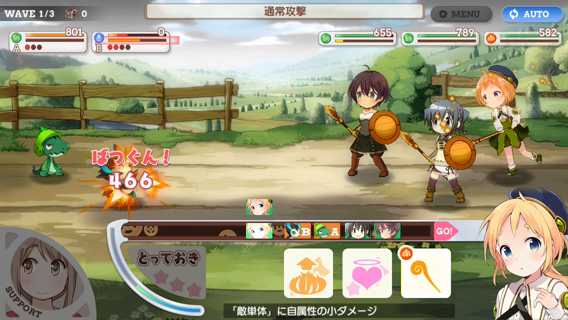 WAVE 1/3 0
通常攻撃
MENU
AUTO
801
A
0
B
655
789
582
ばつぐん!
466
B A GO!
とっておき
SUPPORT
「敵単体」に自属性の小ダメージ